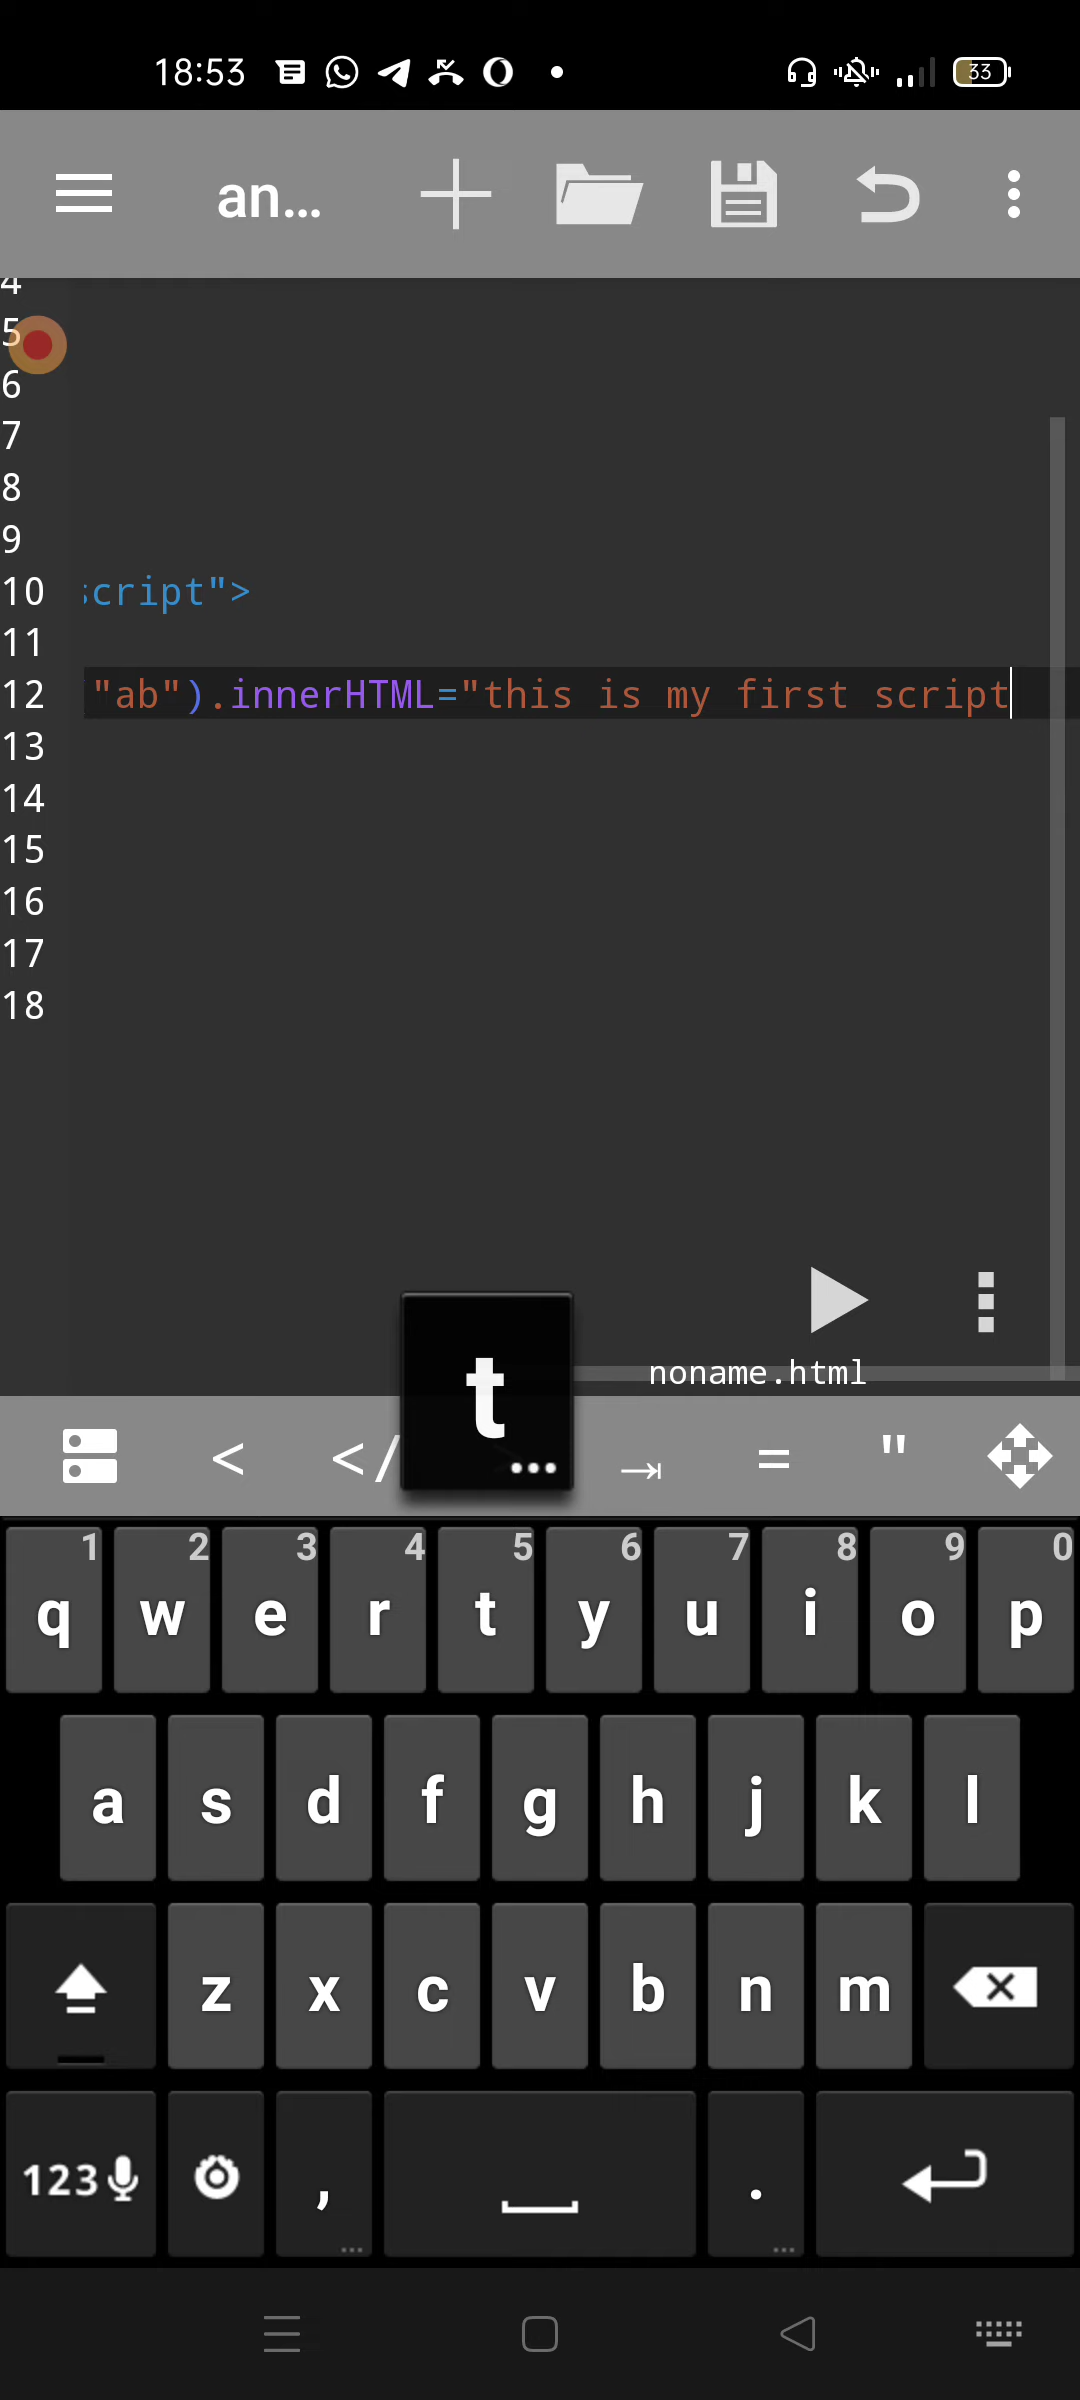 18:53
33
an...
4
5
6
7
8
9
10 script">
11
12 "ab").innerHTML="this is my first script
13
14
15
16
17
18
t
noname.html
< </ = "
1 2 3 4 5 6 7 8 9 0
q w e r t y u i o p
a s d f g h j k l
z x c v b n m
123 , .